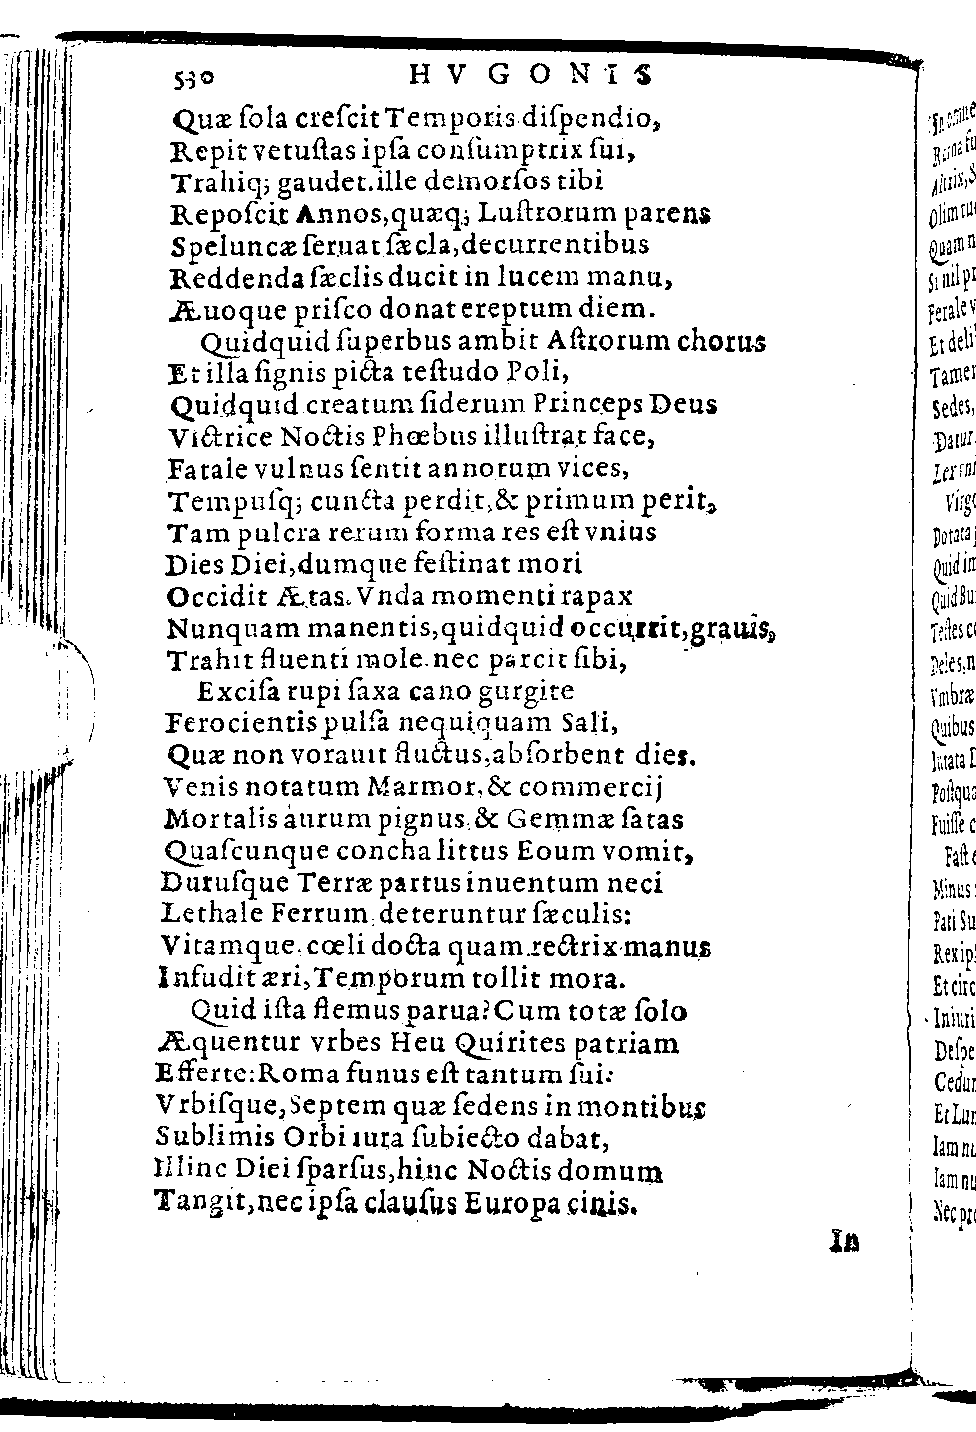 530 HVGONIS
Quæ ſola creſcit Temporis diſpendio,
Repit vetuſtas ipſa conſumptrix ſui,
Trahiq; gaudet. ille demorſos tibi
Repoſcit Annos, quæq; Luſtrorum parens
Speluncæ ſeruat ſæcla, decurrentibus
Reddenda ſæclis ducit in lucem manu,
Æuoque priſco donat ereptum diem.
Quidquid ſuperbus ambit Aſtrorum chorus
Et illa ſignis picta teſtudo Poli,
Quidquid creatum ſiderum Princeps Deus
Victrice Noctis Phœbus illuſtrat face,
Fatale vulnus ſentit annorum vices,
Tempuſq; cuncta perdit, & primum perit,
Tam pulcra rerum forma res eſt vnius
Dies Diei, dumque feſtinat mori
Occidit Ætas. Vnda momenti rapax
Nunquam manentis, quidquid occurrit, grauis,
Trahit fluenti mole. nec parcit ſibi,
Exciſa rupi ſaxa cano gurgite
Ferocientis pulſa nequiquam Sali,
Quæ non vorauit fluctus, abſorbent dies.
Venis notatum Marmor, & commercij
Mortalis aurum pignus & Gemmæ ſatas
Quaſcunque concha littus Eoum vomit,
Duruſque Terræ partus inuentum neci
Lethale Ferrum deteruntur ſæculis:
Vitamque cœli docta quam rectrix manus
Infudit æri, Temporum tollit mora.
Quid iſta flemus parua? Cum totæ ſolo
Æquentur vrbes Heu Quirites patriam
Efferte: Roma funus eſt tantum ſui:
Vrbiſque, Septem quæ ſedens in montibus
Sublimis Orbi iura ſubiecto dabat,
Illinc Diei ſparſus, hinc Noctis domum
Tangit, nec ipſa clauſus Europa cinis.
In